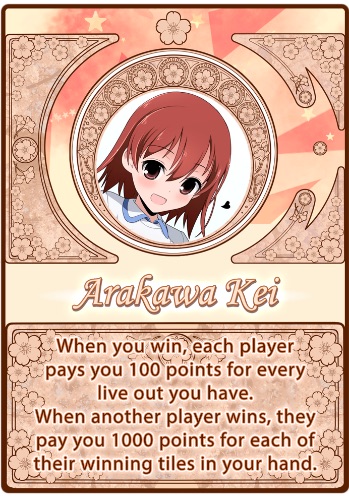 Arakawa Kei
When you win, each player
pays you 100 points for every
live out you have.
When another player wins, they
pay you 1000 points for each of
their winning tiles in your hand.